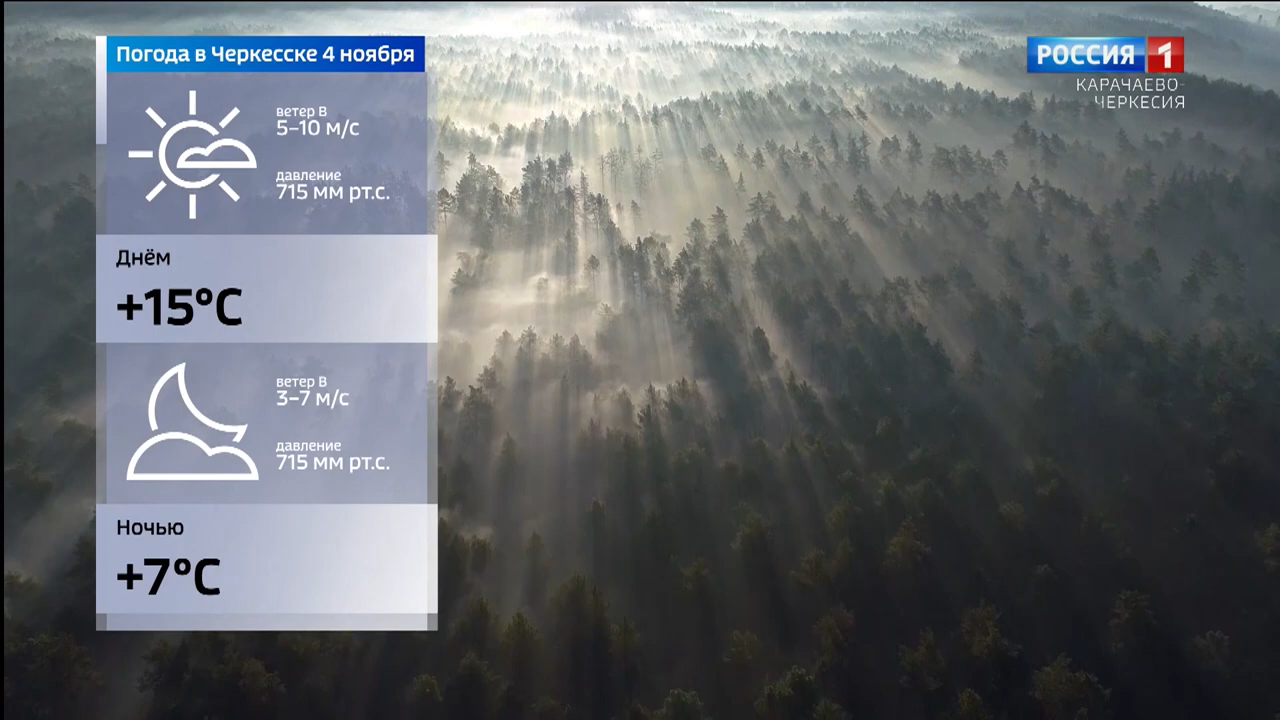 Погода в Черкесске 4 ноября
ветер В
5-10 м/с
давление
715 мм рт.с.
Днём
+15°C
ветер В
3-7 м/с
давление
715 мм рт.с.
Ночью
+7°C
РОССИЯ 1
КАРАЧАЕВО-
ЧЕРКЕСИЯ